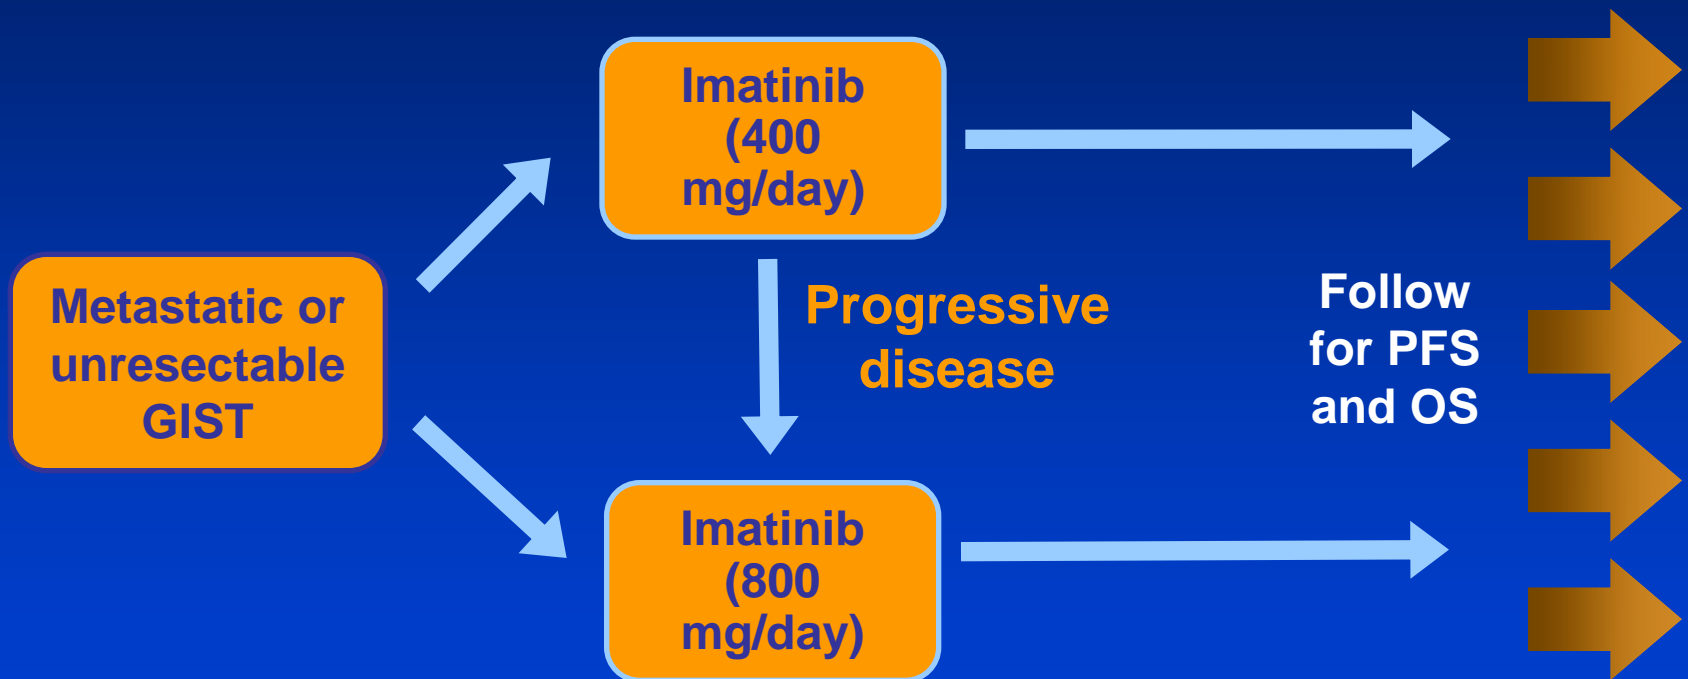 Imatinib
(400
mg/day)
Metastatic or
unresectable
GIST
Progressive
disease
Follow
for PFS
and OS
Imatinib
(800
mg/day)